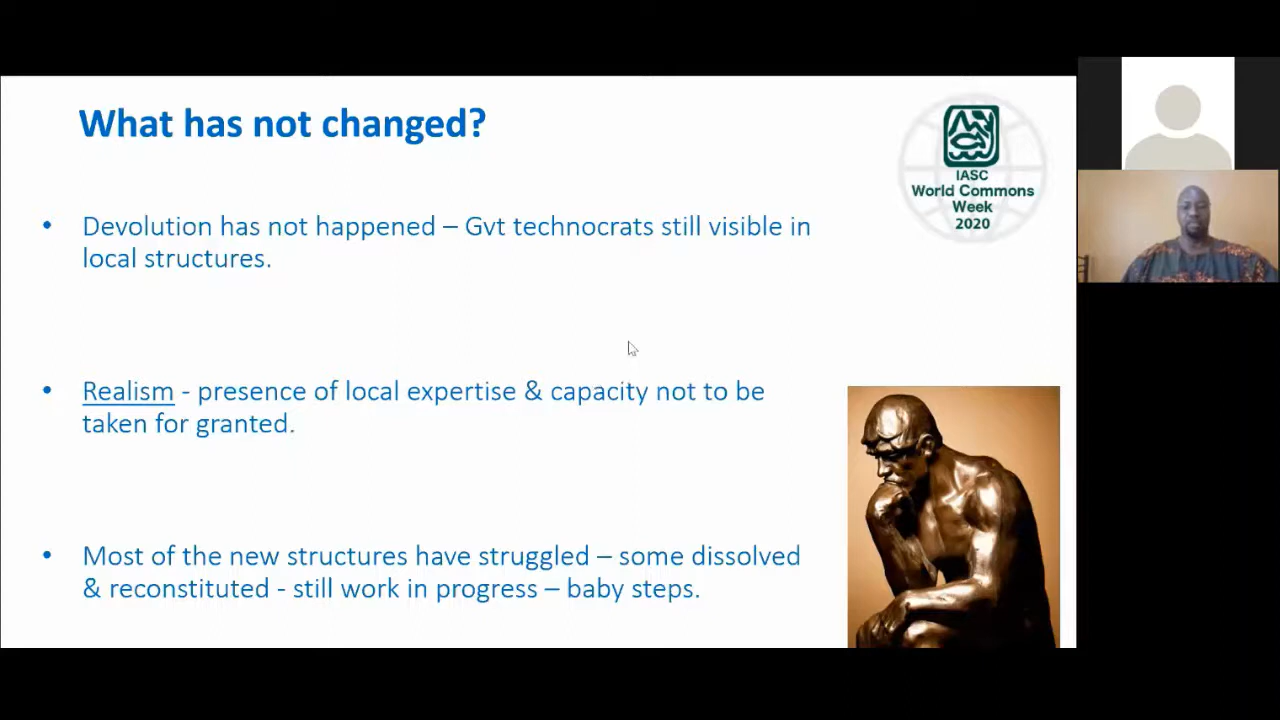 What has not changed?
IASC
World Commons
Week
2020
• Devolution has not happened – Gvt technocrats still visible in
local structures.
• Realism - presence of local expertise & capacity not to be
taken for granted.
• Most of the new structures have struggled – some dissolved
& reconstituted - still work in progress – baby steps.